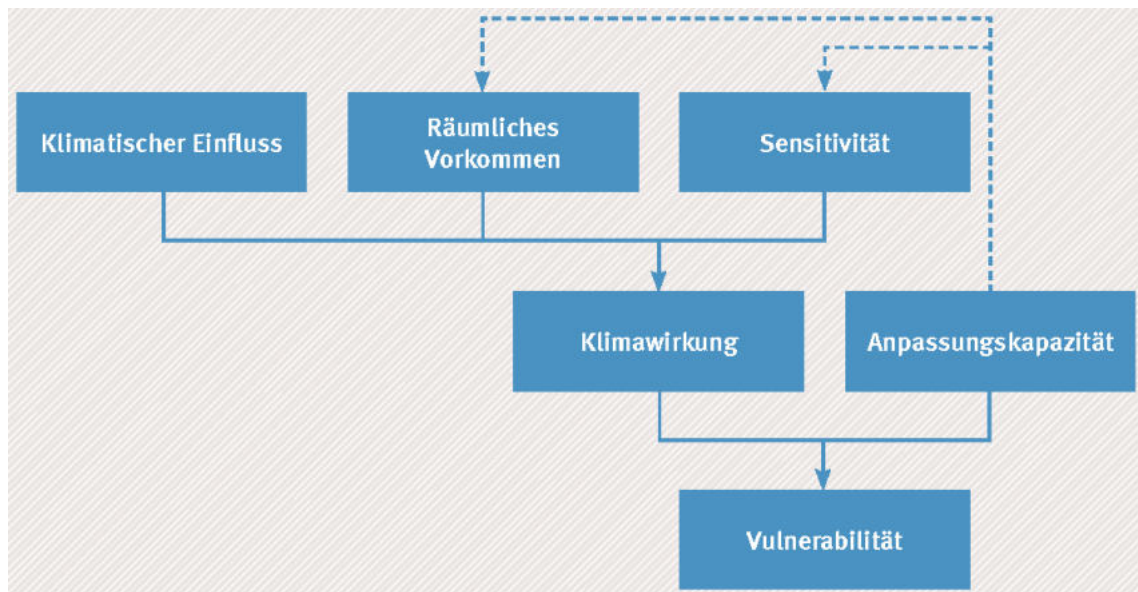 Klimatischer Einfluss
Räumliches
Vorkommen
Sensitivität
Klimawirkung
Anpassungskapazität
Vulnerabilität